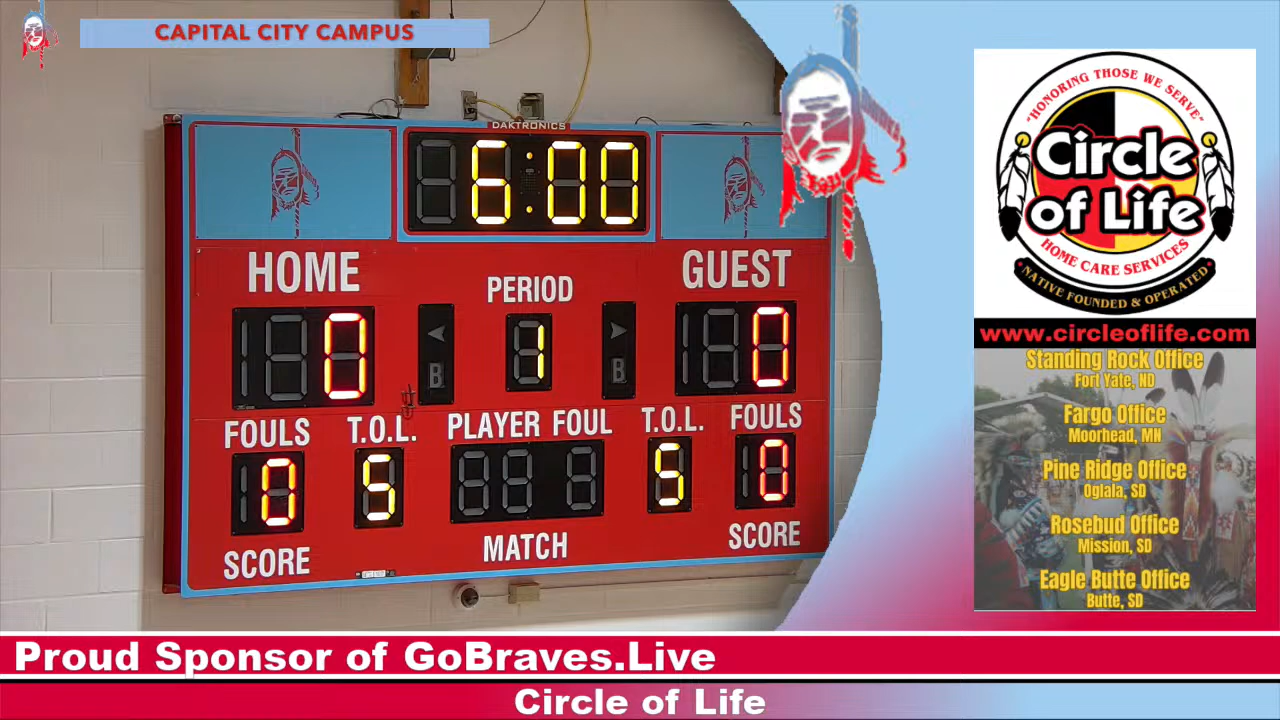 CAPITAL CITY CAMPUS
DAKTRONICS
6:00
HOME
PERIOD
GUEST
0
1
0
B
B
FOULS
T.O.L.
PLAYER FOUL
T.O.L.
FOULS
0
5
5
0
SCORE
MATCH
SCORE
"HONORING THOSE WE SERVE"
Circle
of Life
HOME CARE SERVICES
NATIVE FOUNDED & OPERATED
www.circleoflife.com
Standing Rock Office
Fort Yate, ND
Fargo Office
Moorhead, MN
Pine Ridge Office
Oglala, SD
Rosebud Office
Mission, SD
Eagle Butte Office
Butte, SD
Proud Sponsor of GoBraves.Live
Circle of Life